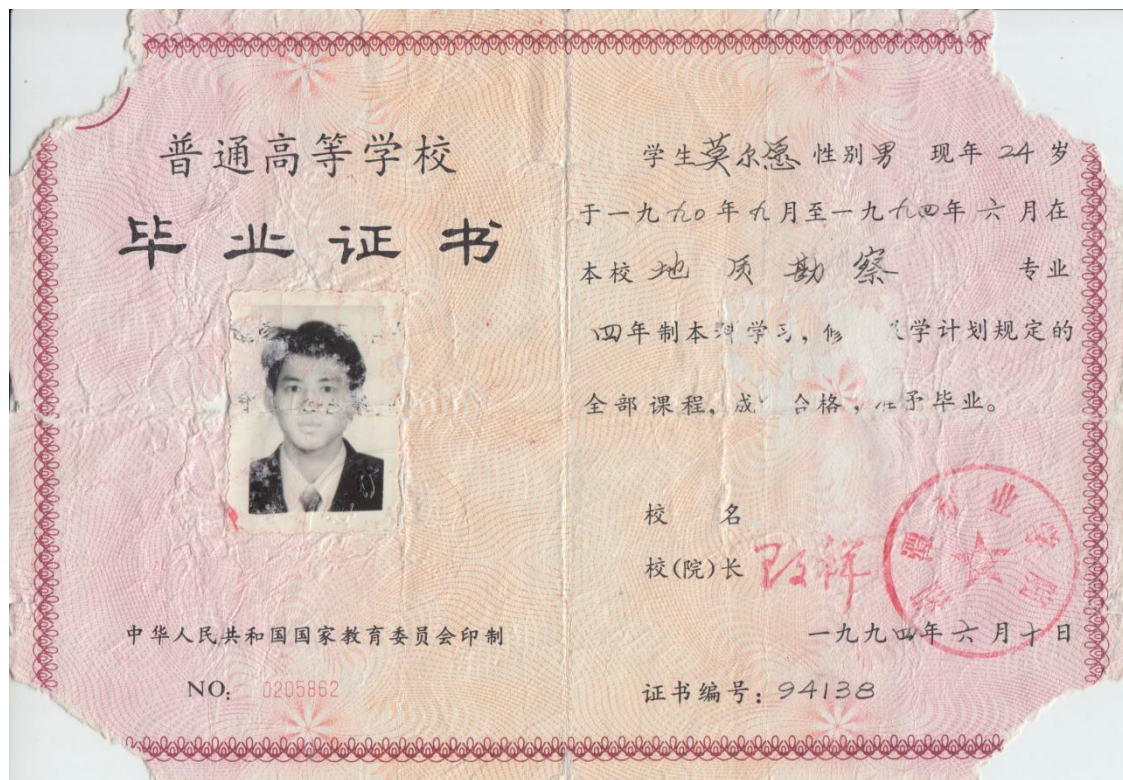 普通高等学校
毕业证书
中华人民共和国国家教育委员会印制
NO: 0205862
学生莫尔愚 性别男 现年 24 岁
于一九九〇年九月至一九九四年六月在
本校 地质勘察 专业
四年制本科学习, 修 学计划规定的
全部课程, 成 合格, 准予毕业。
校 名
校(院)长
一九九四年六月十日
证书编号: 94138